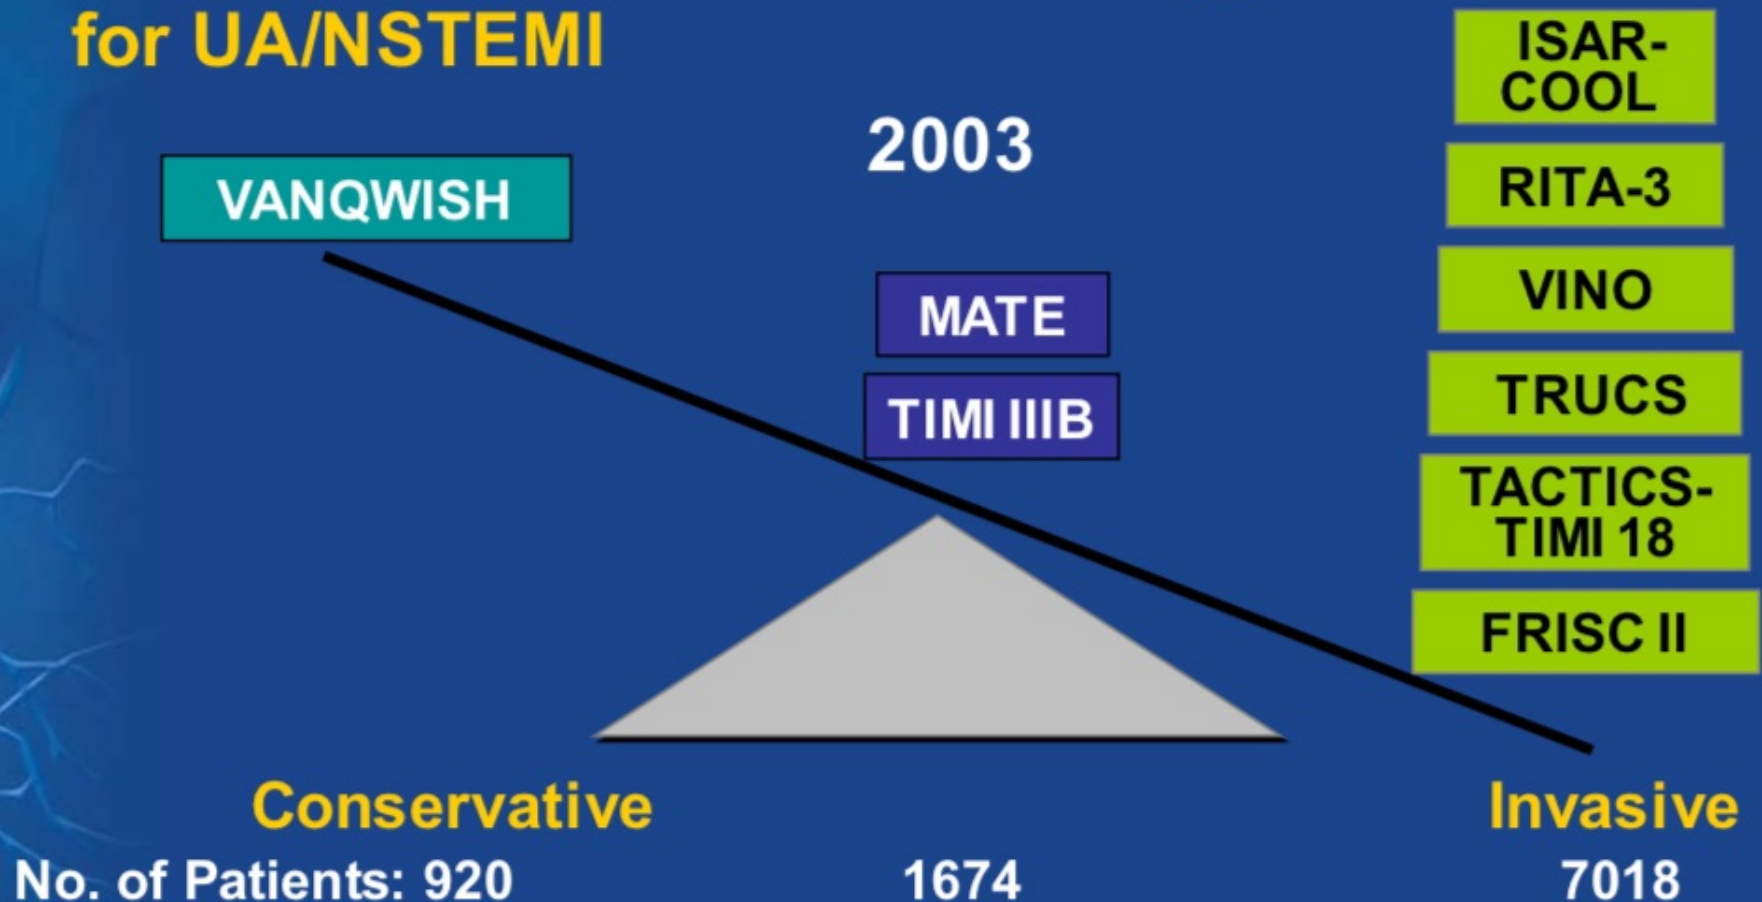 for UA/NSTEMI
2003
VANQWISH
MATE
TIMI IIIB
ISAR-
COOL
RITA-3
VINO
TRUCS
TACTICS-
TIMI 18
FRISC II
Conservative
Invasive
No. of Patients: 920
1674
7018